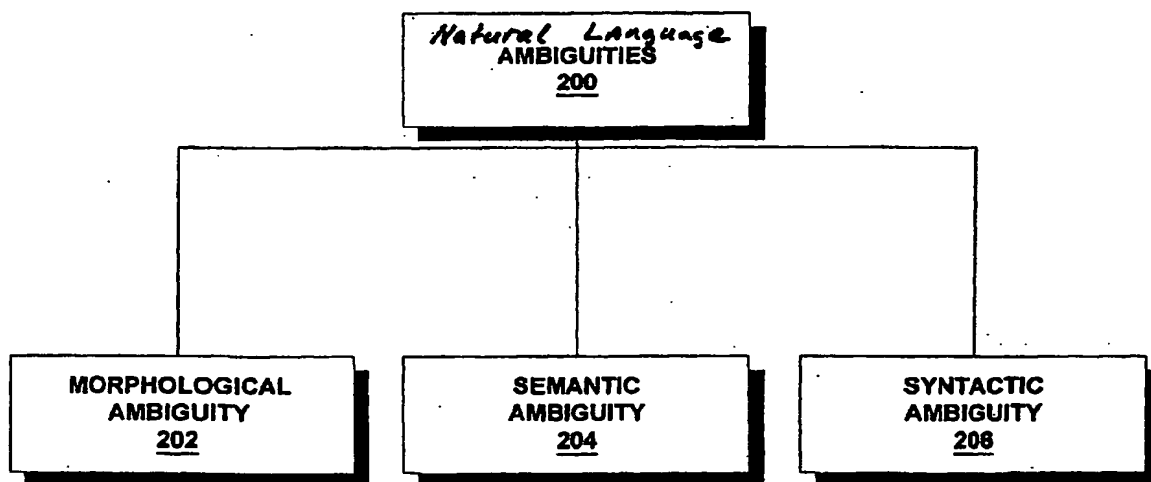 Natural Language
AMBIGUITIES
200
MORPHOLOGICAL
AMBIGUITY
202
SEMANTIC
AMBIGUITY
204
SYNTACTIC
AMBIGUITY
206